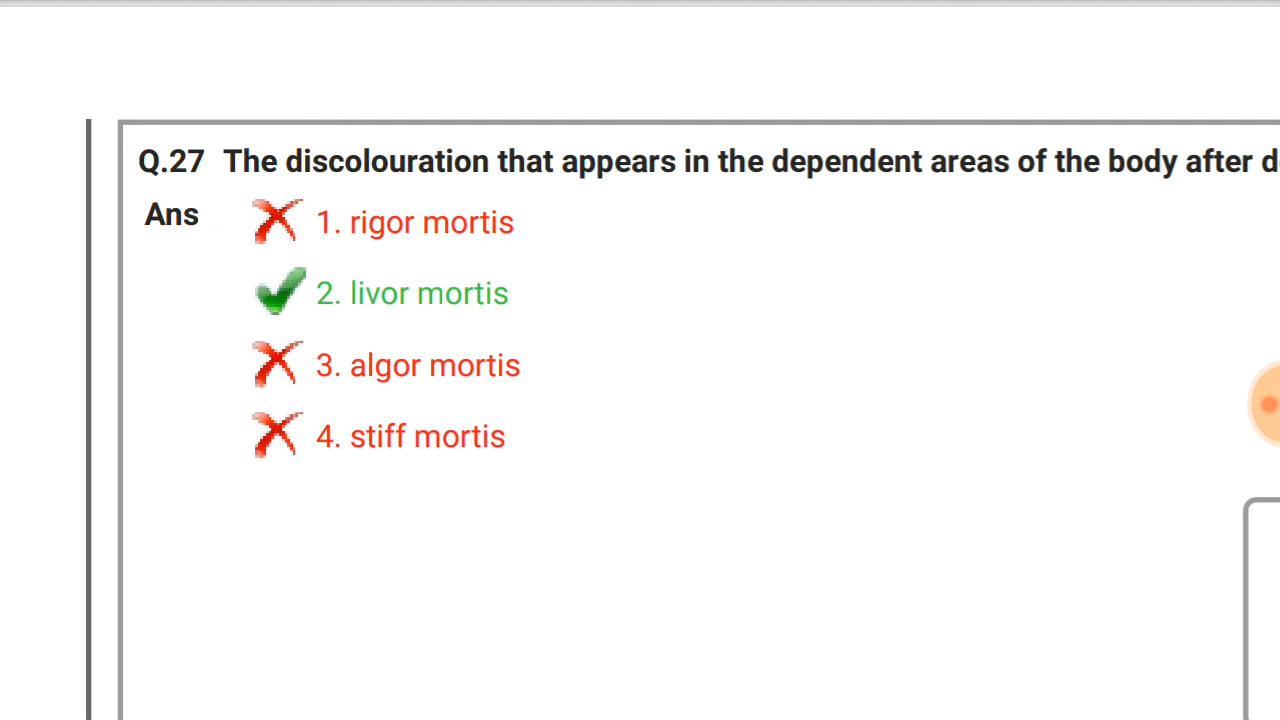 Q.27 The discolouration that appears in the dependent areas of the body after
Ans 1. rigor mortis
2. livor mortis
3. algor mortis
4. stiff mortis